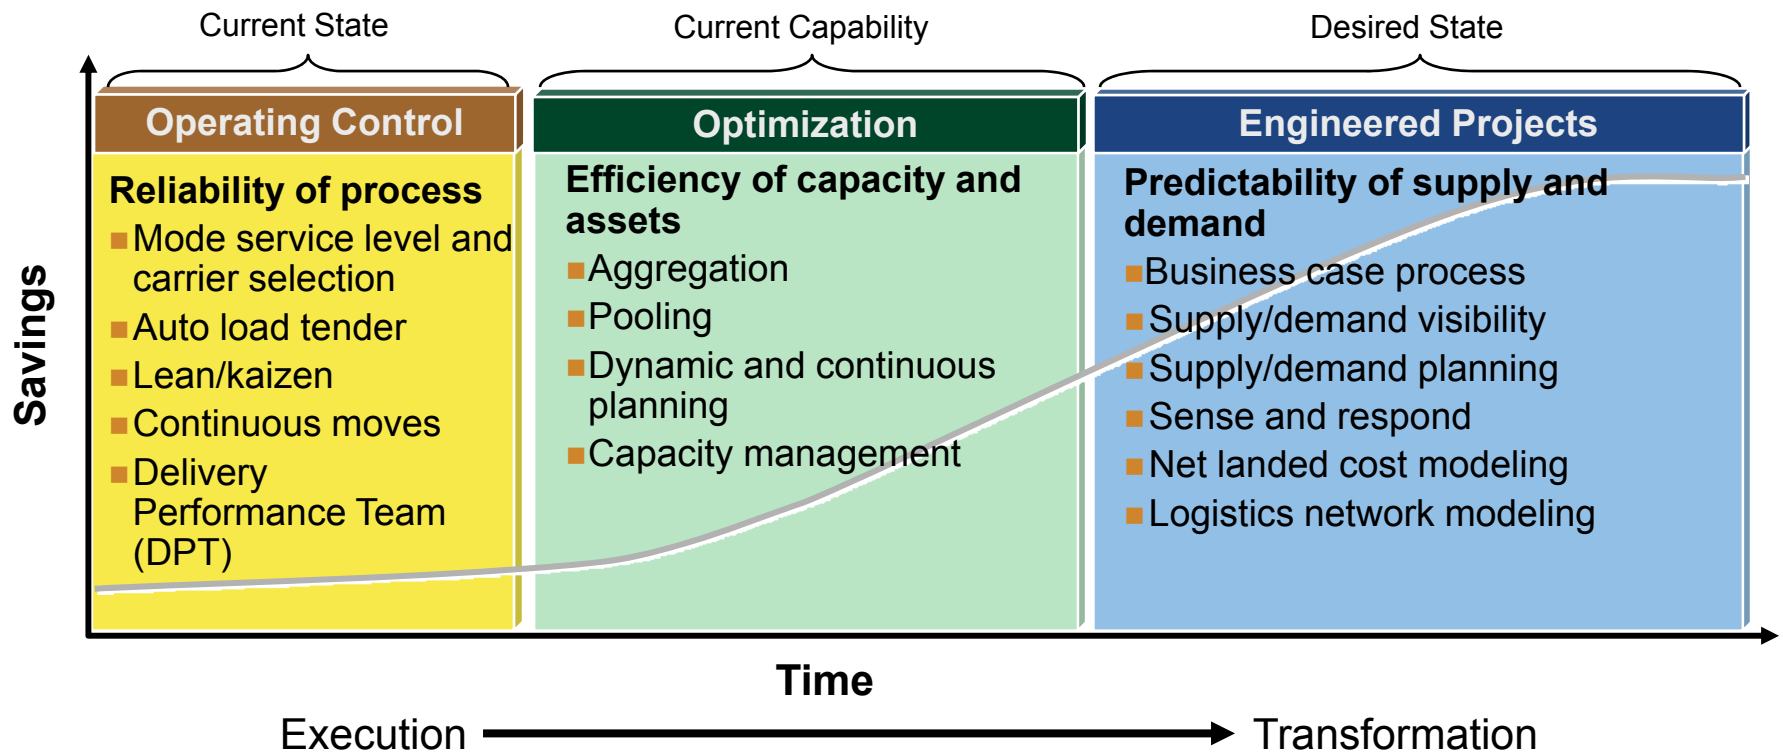 Current State
Current Capability
Desired State
Operating Control
Optimization
Engineered Projects
Reliability of process
Mode service level and
carrier selection
Auto load tender
Lean/kaizen
Continuous moves
Delivery
Performance Team
(DPT)
Efficiency of capacity and
assets
Aggregation
Pooling
Dynamic and continuous
planning
Capacity management
Predictability of supply and
demand
Business case process
Supply/demand visibility
Supply/demand planning
Sense and respond
Net landed cost modeling
Logistics network modeling
Savings
Time
Execution
Transformation